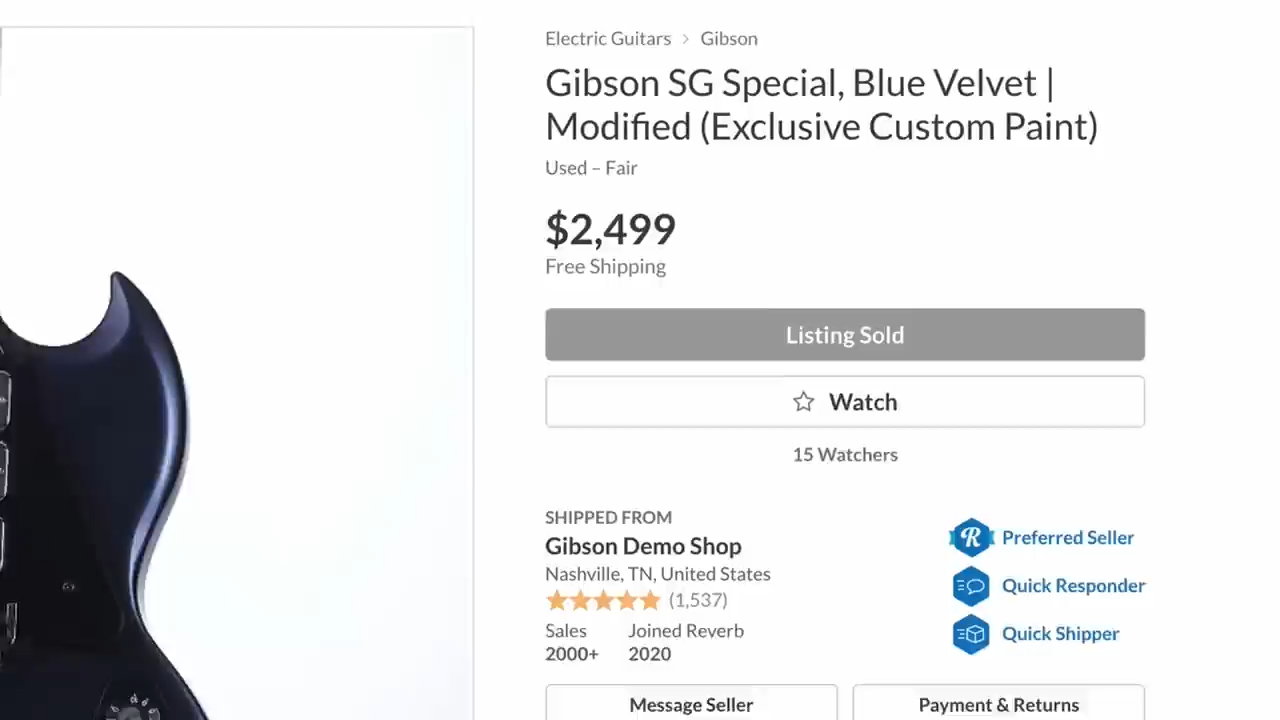 Electric Guitars > Gibson
Gibson SG Special, Blue Velvet |
Modified (Exclusive Custom Paint)
Used – Fair
$2,499
Free Shipping
Listing Sold
Watch
15 Watchers
SHIPPED FROM
Gibson Demo Shop
Nashville, TN, United States
(1,537)
Sales Joined Reverb
2000+ 2020
Preferred Seller
Quick Responder
Quick Shipper
Message Seller
Payment & Returns